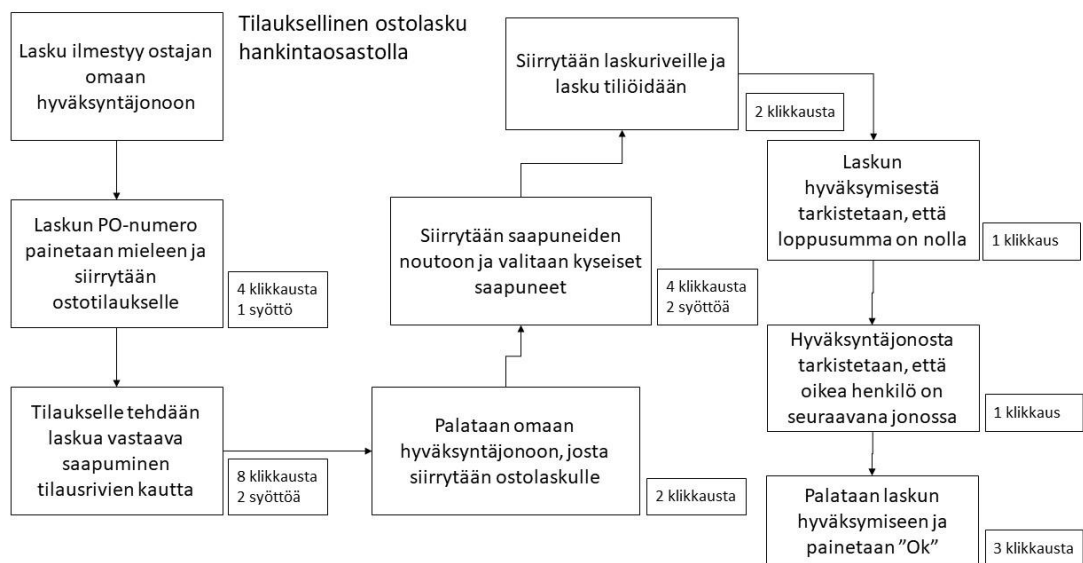 Tilauksellinen ostolasku
hankintaosastolla
Lasku ilmestyy ostajan
omaan
hyväksyntäjonoon
Laskun PO-numero
painetaan mieleen ja
siirrytään
ostotilaukselle
4 klikkausta
1 syöttö
Tilaukselle tehdään
laskua vastaava
saapuminen
tilausrivien kautta
8 klikkausta
2 syöttöä
Palataan omaan
hyväksyntäjonoon, josta
siirrytään ostolaskulle
2 klikkausta
Siirrytään saapuneiden
noutoon ja valitaan kyseiset
saapuneet
4 klikkausta
2 syöttöä
Siirrytään laskuriveille ja
lasku tiliöidään
2 klikkausta
Laskun
hyväksymisestä
tarkistetaan, että
loppusumma on nolla
1 klikkaus
Hyväksyntäjonosta
tarkistetaan, että
oikea henkilö on
seuraavana jonossa
1 klikkaus
Palataan laskun
hyväksymiseen ja
painetaan ”Ok”
3 klikkausta